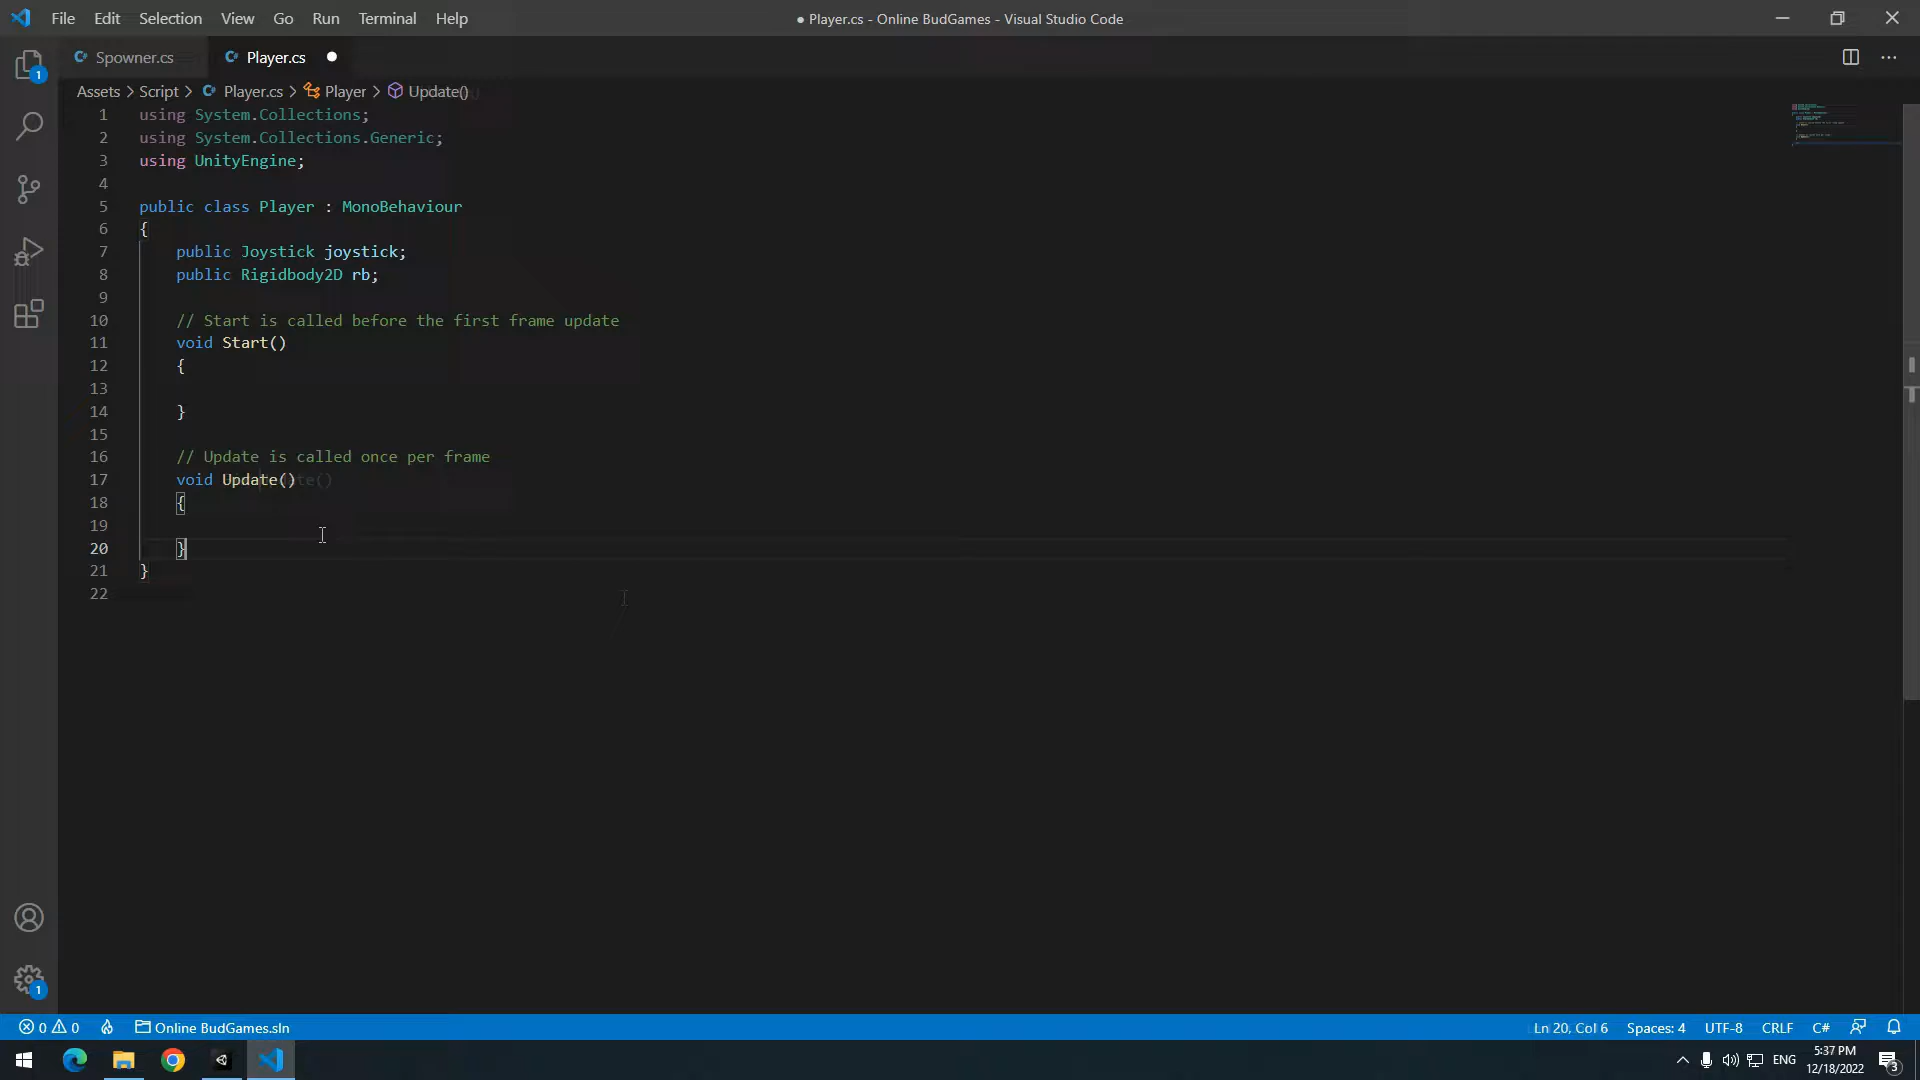 File Edit Selection View Go Run Terminal Help
● Player.cs - Online BudGames - Visual Studio Code
1
Spowner.cs
Player.cs
Assets > Script > Player.cs > Player > Update()
1 using System.Collections;
2 using System.Collections.Generic;
3 using UnityEngine;
4
5 public class Player : MonoBehaviour
6 {
7 public Joystick joystick;
8 public Rigidbody2D rb;
9
10 // Start is called before the first frame update
11 void Start()
12 {
13
14 }
15
16 // Update is called once per frame
17 void Update()
18 {
19
20 }
21 }
22
1
0 0 Online BudGames.sln
Ln 20, Col 6 Spaces: 4 UTF-8 CRLF C#
ENG
5:37 PM
12/18/2022
3